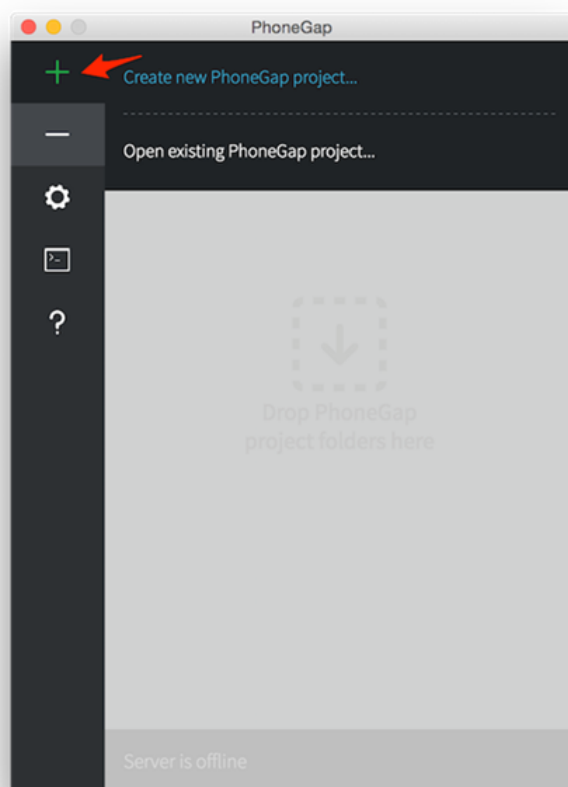 PhoneGap
Create new PhoneGap project...
Open existing PhoneGap project...
Drop PhoneGap
project folders here
Server is offline